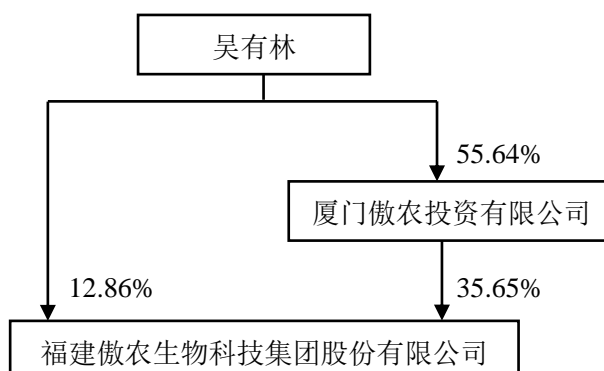 吴有林
55.64%
厦门傲农投资有限公司
12.86%
35.65%
福建傲农生物科技集团股份有限公司